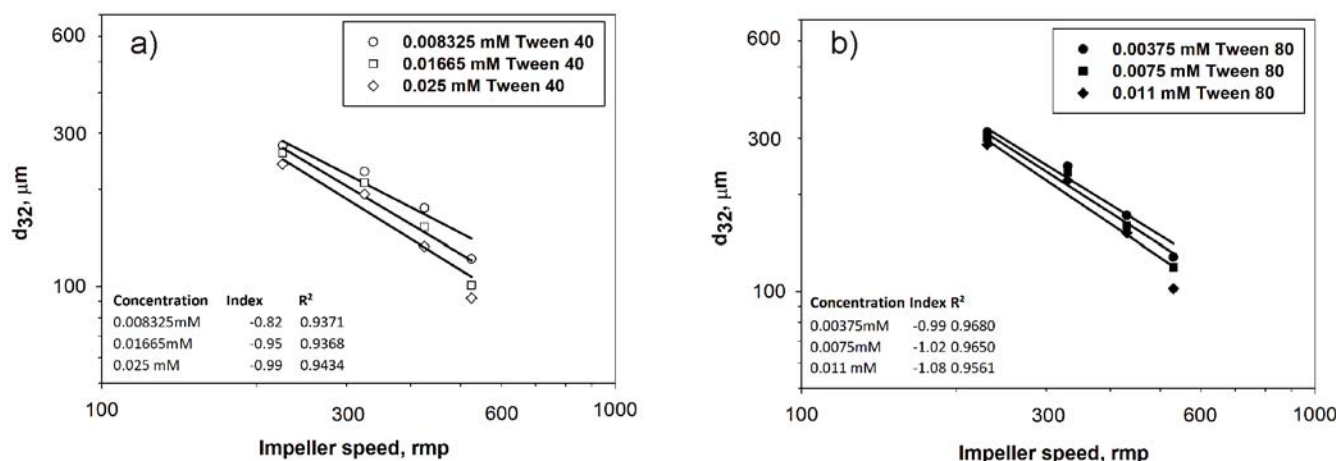 a)
0.008325 mM Tween 40
0.01665 mM Tween 40
0.025 mM Tween 40
600
300
100
d32, μm
Concentration Index R²
0.008325mM -0.82 0.9371
0.01665mM -0.95 0.9368
0.025 mM -0.99 0.9434
100 300 600 1000
Impeller speed, rmp
b)
0.00375 mM Tween 80
0.0075 mM Tween 80
0.011 mM Tween 80
600
300
100
d32, μm
Concentration Index R²
0.00375mM -0.99 0.9680
0.0075mM -1.02 0.9650
0.011 mM -1.08 0.9561
100 300 600 1000
Impeller speed, rmp